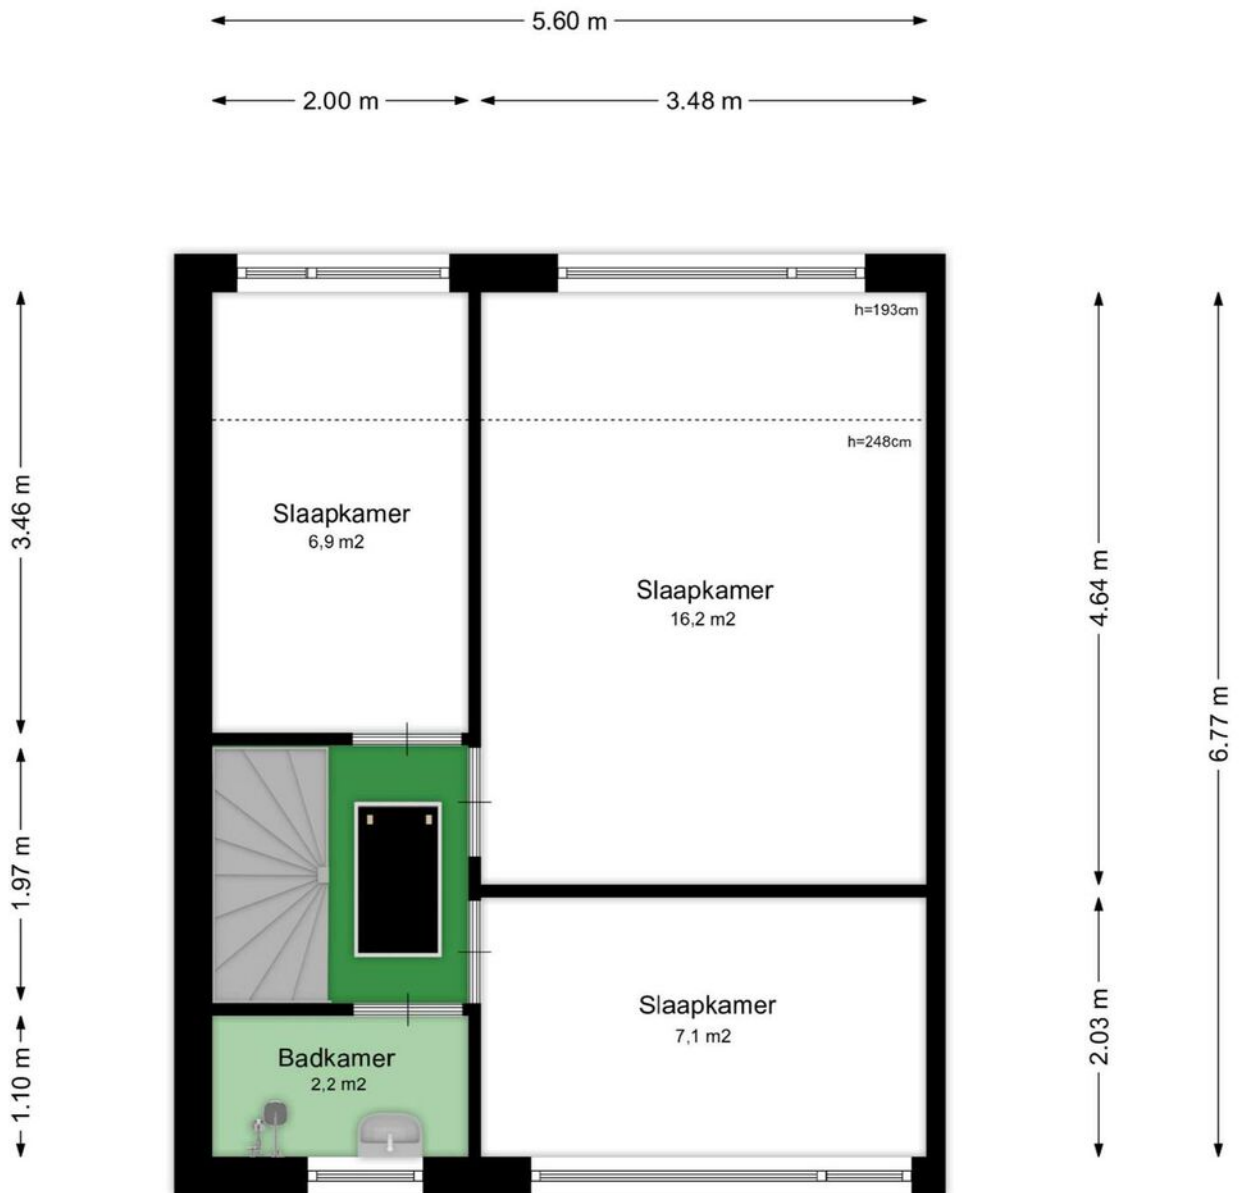 5.60 m
2.00 m
3.48 m
h=193cm
h=248cm
3.46 m
Slaapkamer
6,9 m2
Slaapkamer
16,2 m2
4.64 m
6.77 m
1.97 m
Slaapkamer
7,1 m2
2.03 m
Badkamer
2,2 m2
1.10 m